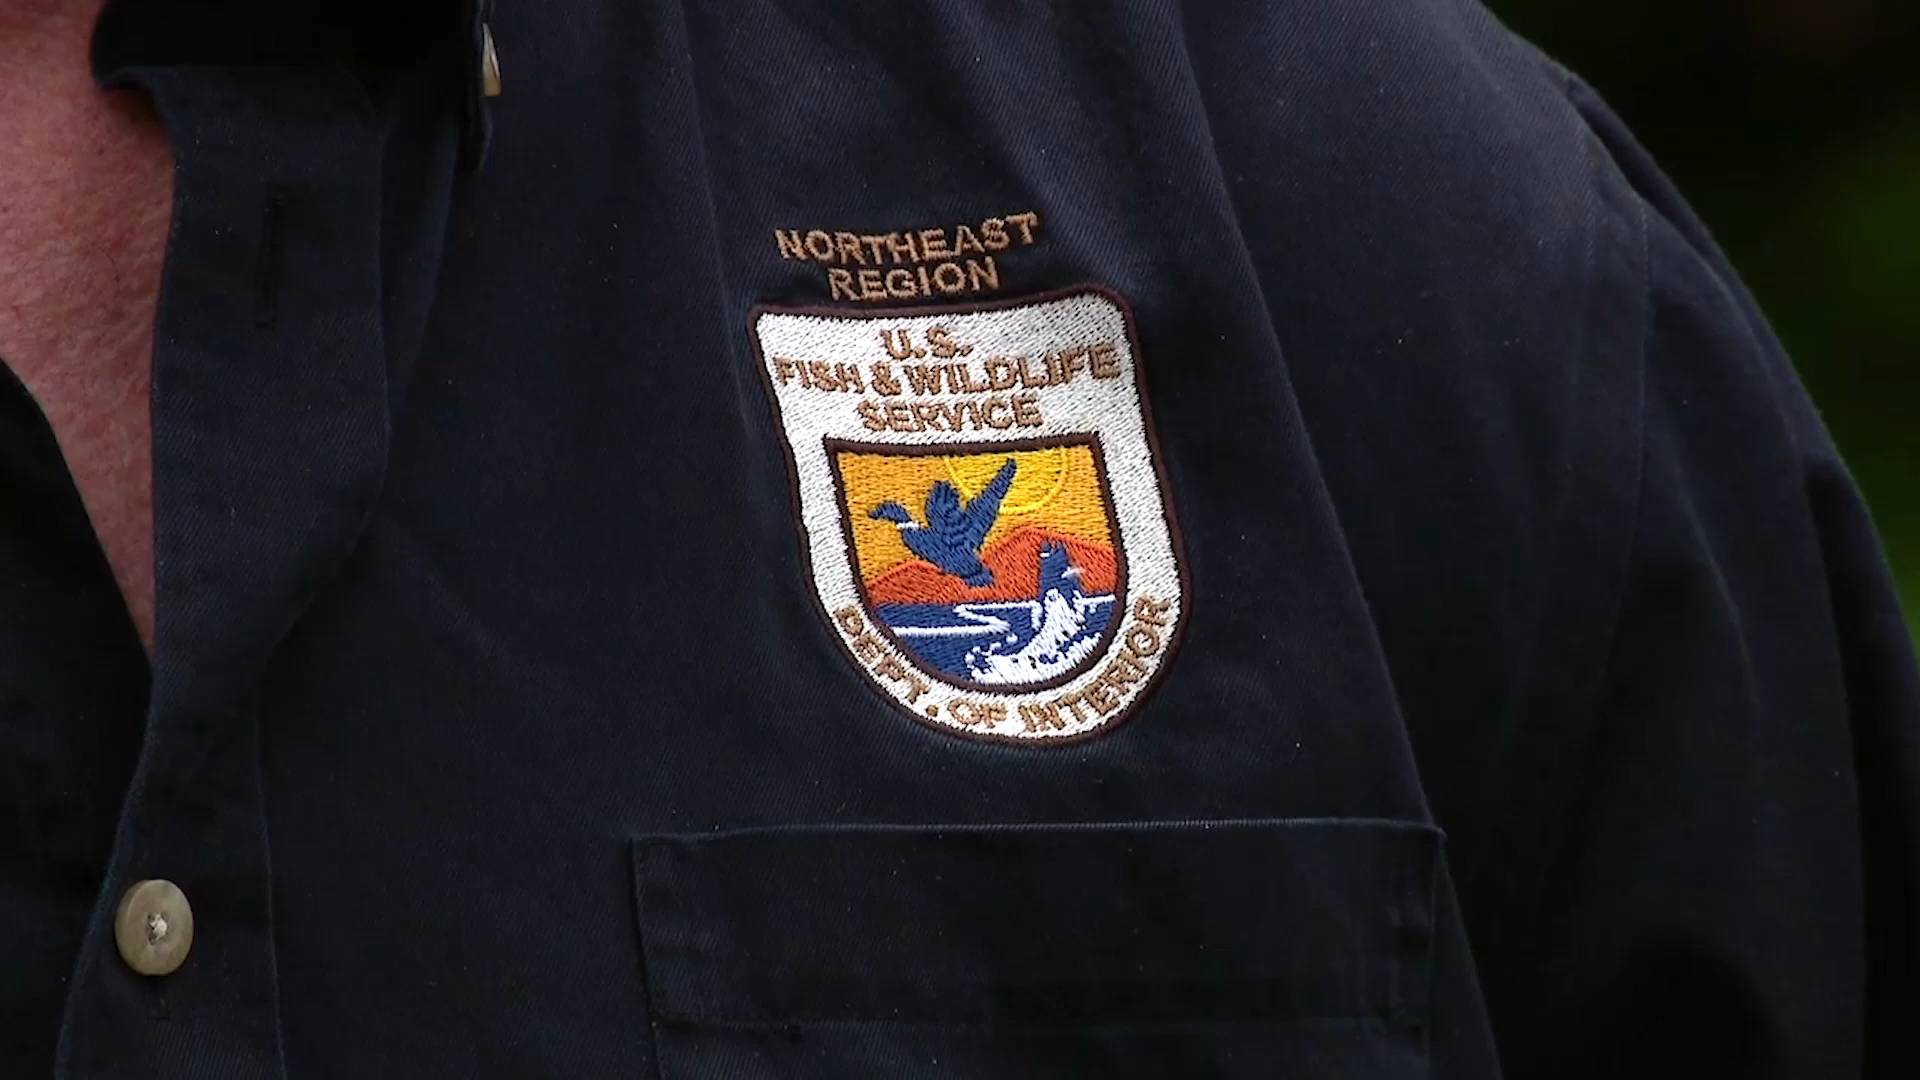 NORTHEAST
REGION
U.S.
FISH & WILDLIFE
SERVICE
DEPT. OF INTERIOR